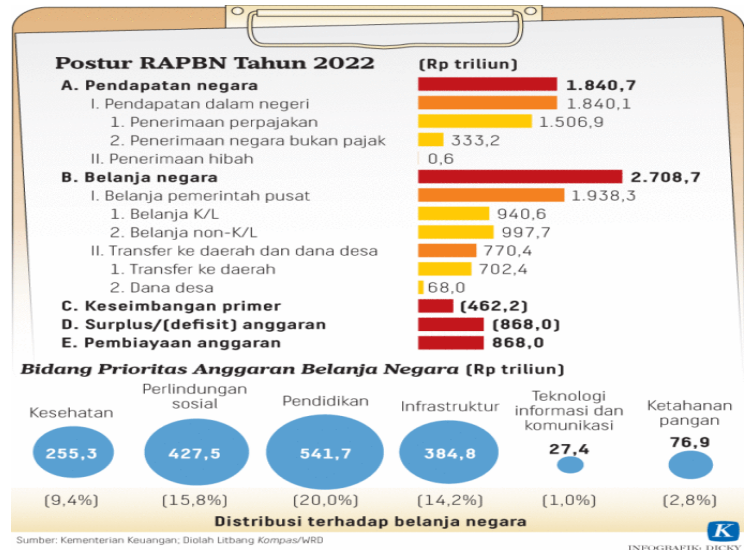 Postur RAPBN Tahun 2022 (Rp triliun)
A. Pendapatan negara 1.840,7
I. Pendapatan dalam negeri 1.840,1
1. Penerimaan perpajakan 1.506,9
2. Penerimaan negara bukan pajak 333,2
II. Penerimaan hibah 0,6
B. Belanja negara 2.708,7
I. Belanja pemerintah pusat 1.938,3
1. Belanja K/L 940,6
2. Belanja non-K/L 997,7
II. Transfer ke daerah dan dana desa 770,4
1. Transfer ke daerah 702,4
2. Dana desa 68,0
C. Keseimbangan primer (462,2)
D. Surplus/(defisit) anggaran (868,0)
E. Pembiayaan anggaran 868,0
Bidang Prioritas Anggaran Belanja Negara (Rp triliun)
Kesehatan
255,3
(9,4%)
Perlindungan
sosial
427,5
(15,8%)
Pendidikan
541,7
(20,0%)
Infrastruktur
384,8
(14,2%)
Teknologi
informasi dan
komunikasi
27,4
(1,0%)
Ketahanan
pangan
76,9
(2,8%)
Distribusi terhadap belanja negara
Sumber: Kementerian Keuangan; Diolah Litbang Kompas/WRD
K
INFOGRAFIK: DICKY